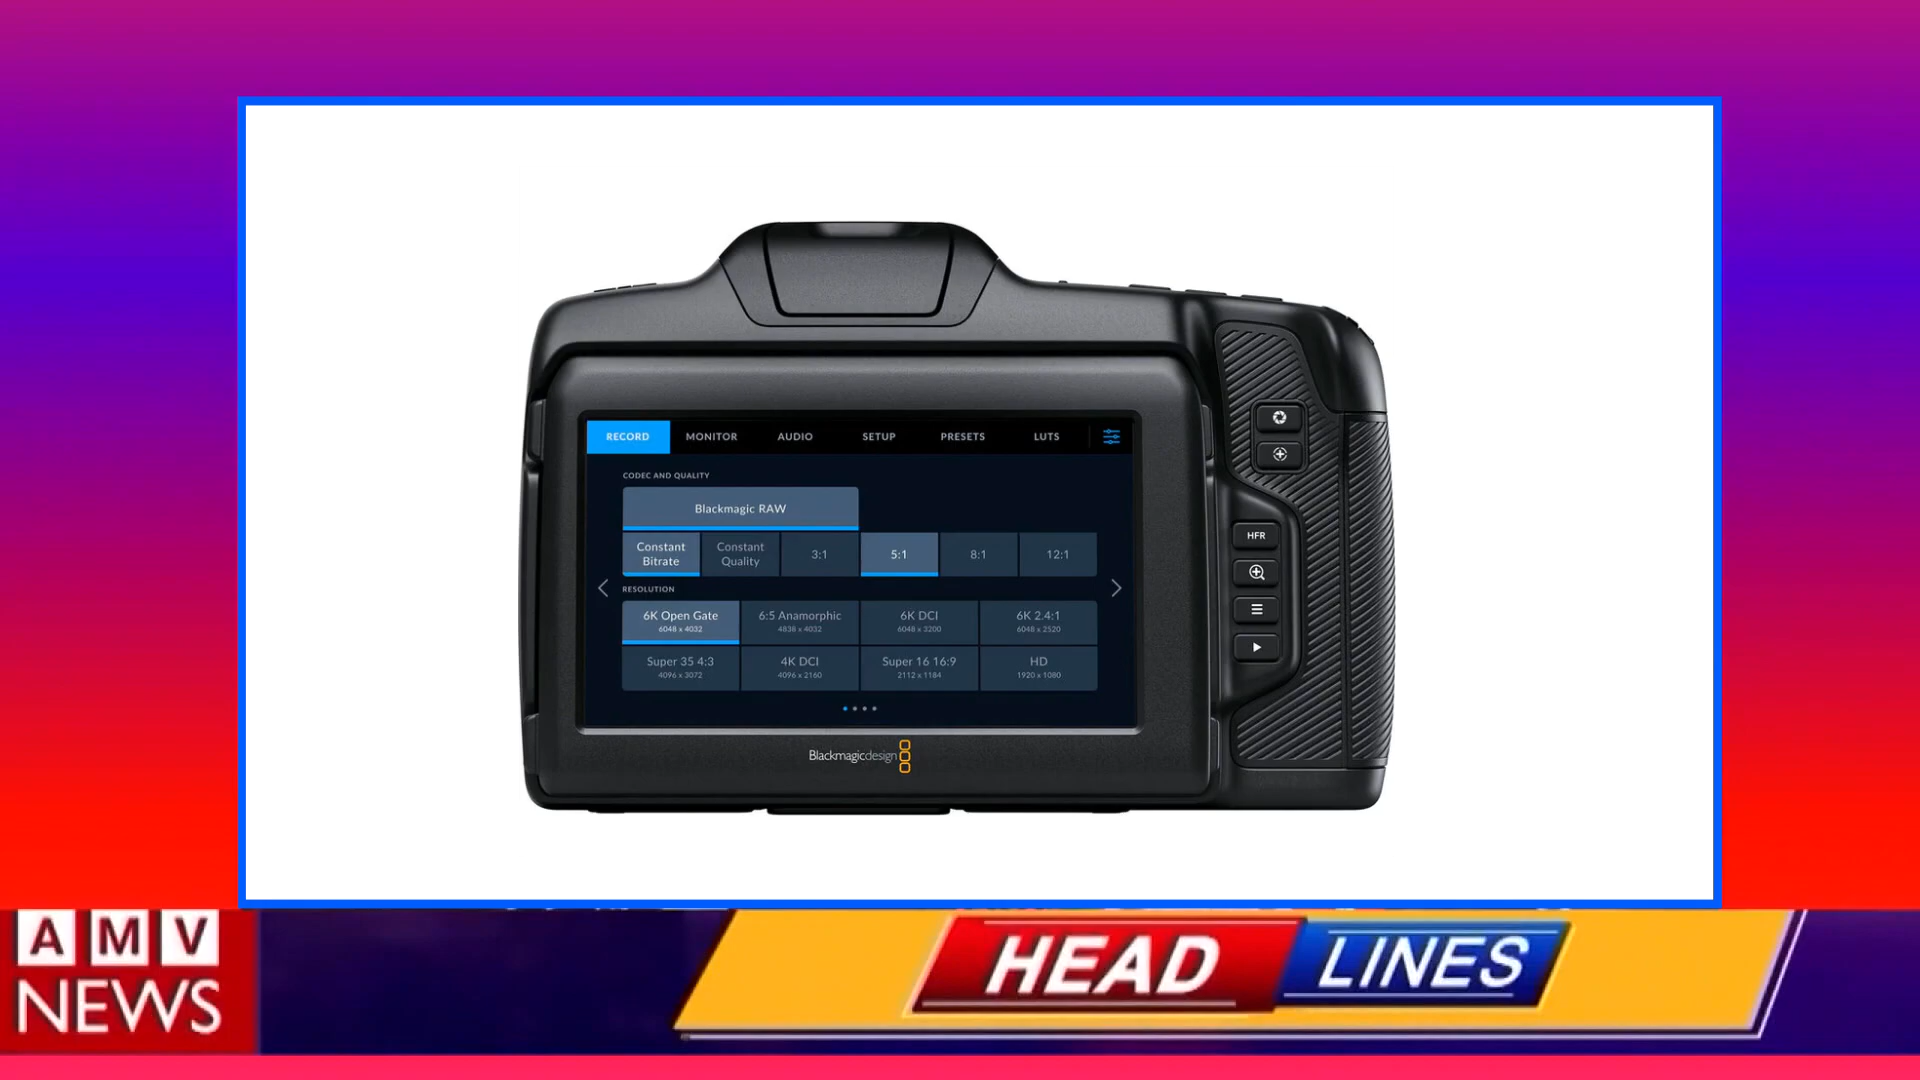 RECORD MONITOR AUDIO SETUP PRESETS LUTS
CODEC AND QUALITY
Blackmagic RAW
Constant Bitrate
Constant Quality
3:1
5:1
8:1
12:1
RESOLUTION
6K Open Gate
6048 x 4032
6:5 Anamorphic
4838 x 4032
6K DCI
6048 x 3200
6K 2.4:1
6048 x 2520
Super 35 4:3
4096 x 3072
4K DCI
4096 x 2160
Super 16 16:9
2112 x 1184
HD
1920 x 1080
Blackmagicdesign
HFR
AMV
NEWS
HEAD LINES